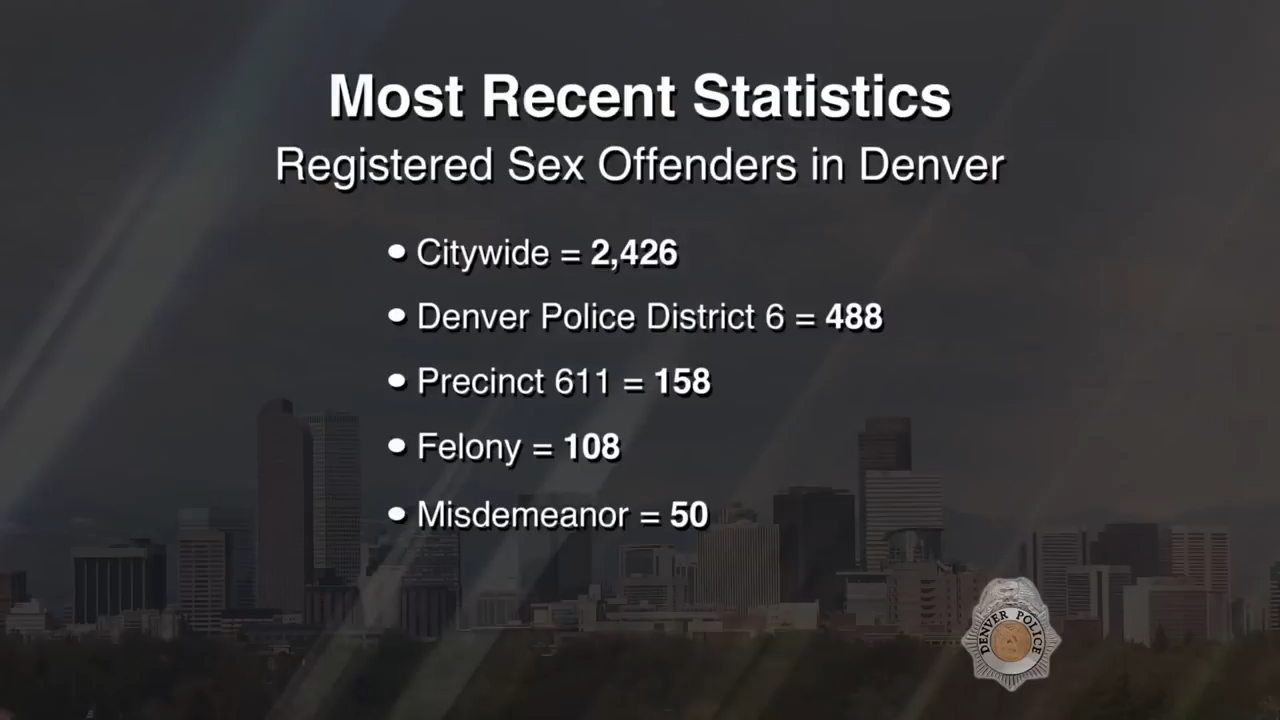 Most Recent Statistics
Registered Sex Offenders in Denver
• Citywide = 2,426
• Denver Police District 6 = 488
• Precinct 611 = 158
• Felony = 108
• Misdemeanor = 50
DENVER POLICE